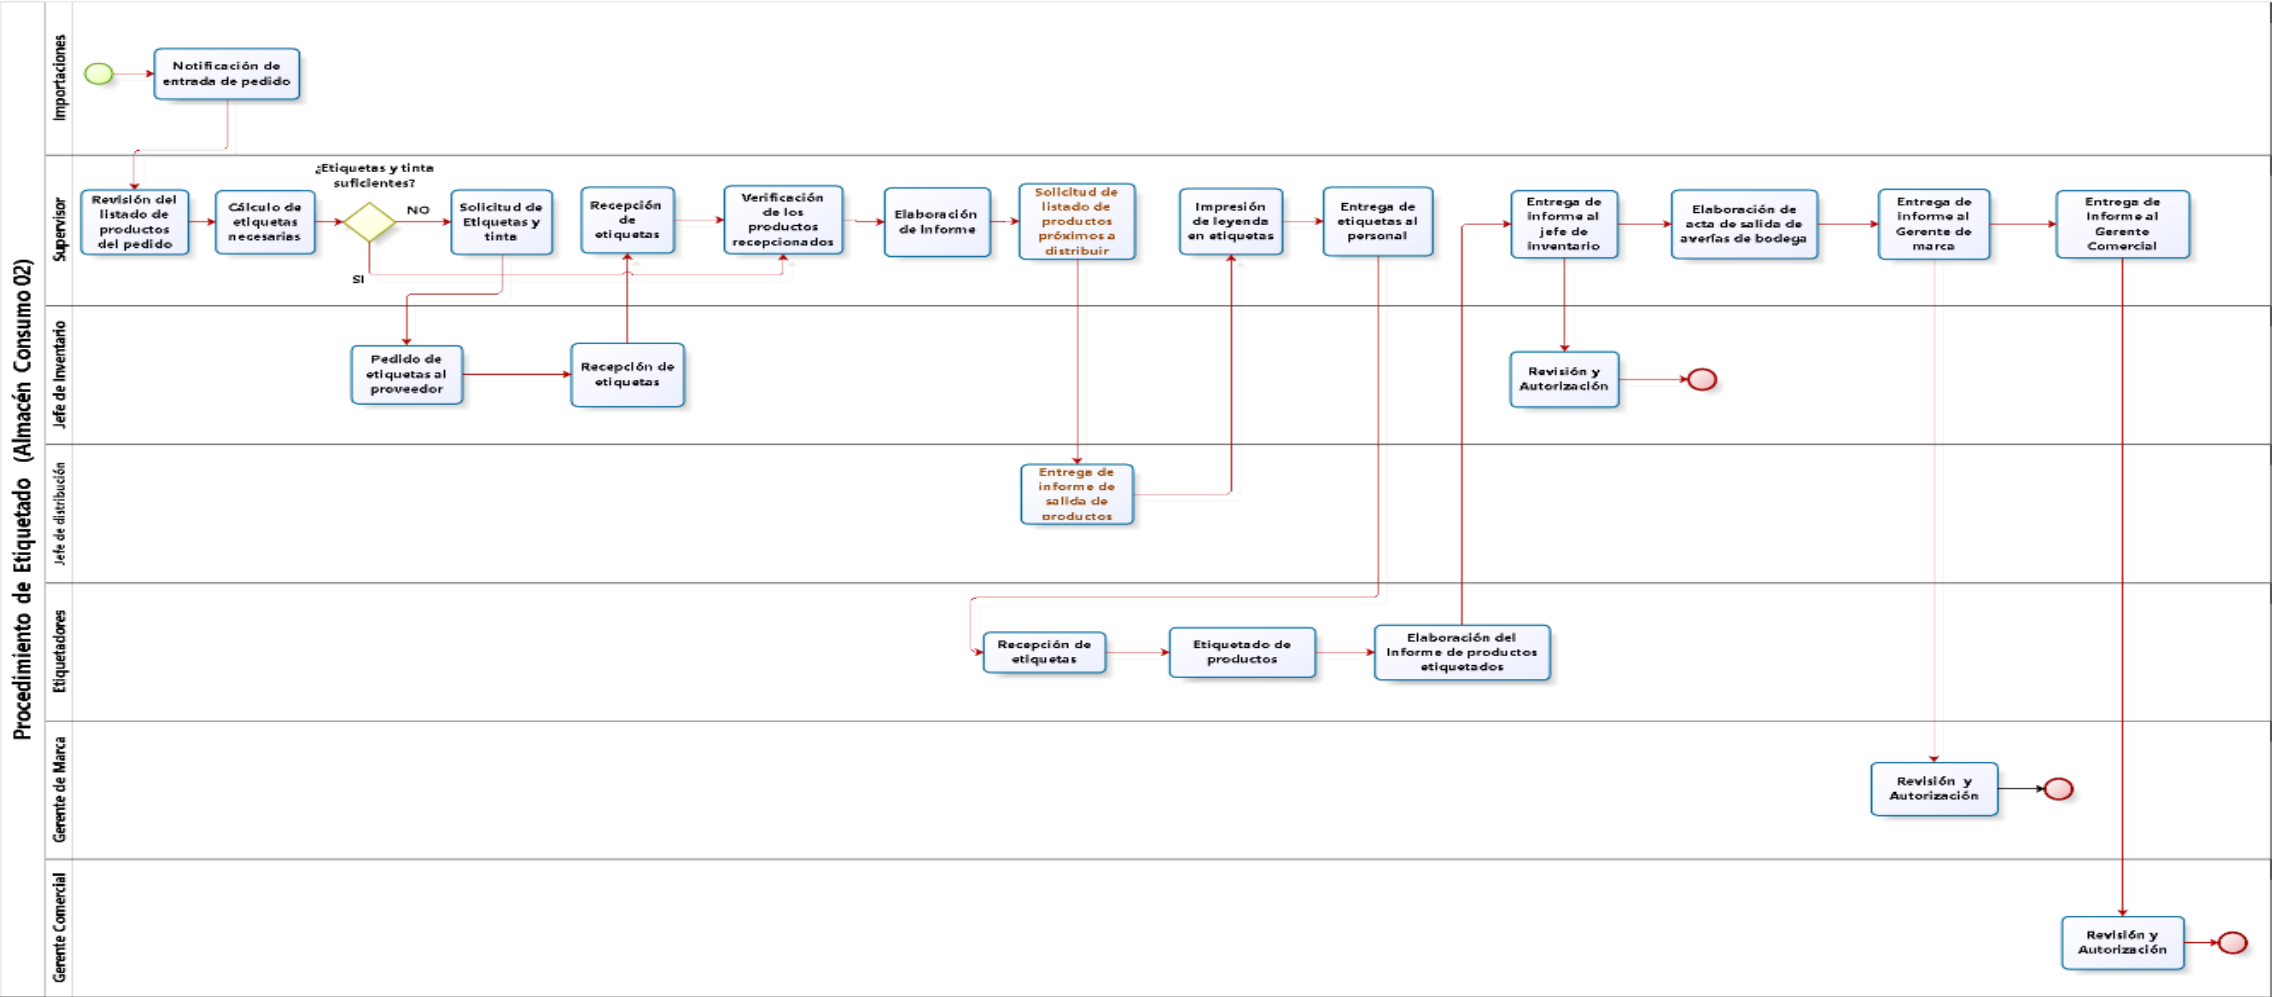 Procedimiento de Etiquetado (Almacén Consumo 02)
Importaciones
Notificación de
entrada de pedido
Supervisor
Revisión del
listado de
productos
del pedido
Cálculo de
etiquetas
necesarias
¿Etiquetas y tinta
suficientes?
NO
SI
Solicitud de
Etiquetas y
tinta
Recepción
de
etiquetas
Verificación
de los
productos
recepcionados
Elaboración
de Informe
Solicitud de
listado de
productos
próximos a
distribuir
Impresión
de leyenda
en etiquetas
Entrega de
etiquetas al
personal
Entrega de
informe al
jefe de
inventario
Elaboración de
acta de salida de
averías de bodega
Entrega de
informe al
Gerente de
marca
Entrega de
Informe al
Gerente
Comercial
Jefe de Inventario
Pedido de
etiquetas al
proveedor
Recepción de
etiquetas
Revisión y
Autorización
Jefe de distribución
Entrega de
informe de
salida de
productos
Etiquetadores
Recepción de
etiquetas
Etiquetado de
productos
Elaboración del
Informe de productos
etiquetados
Gerente de Marca
Revisión y
Autorización
Gerente Comercial
Revisión y
Autorización